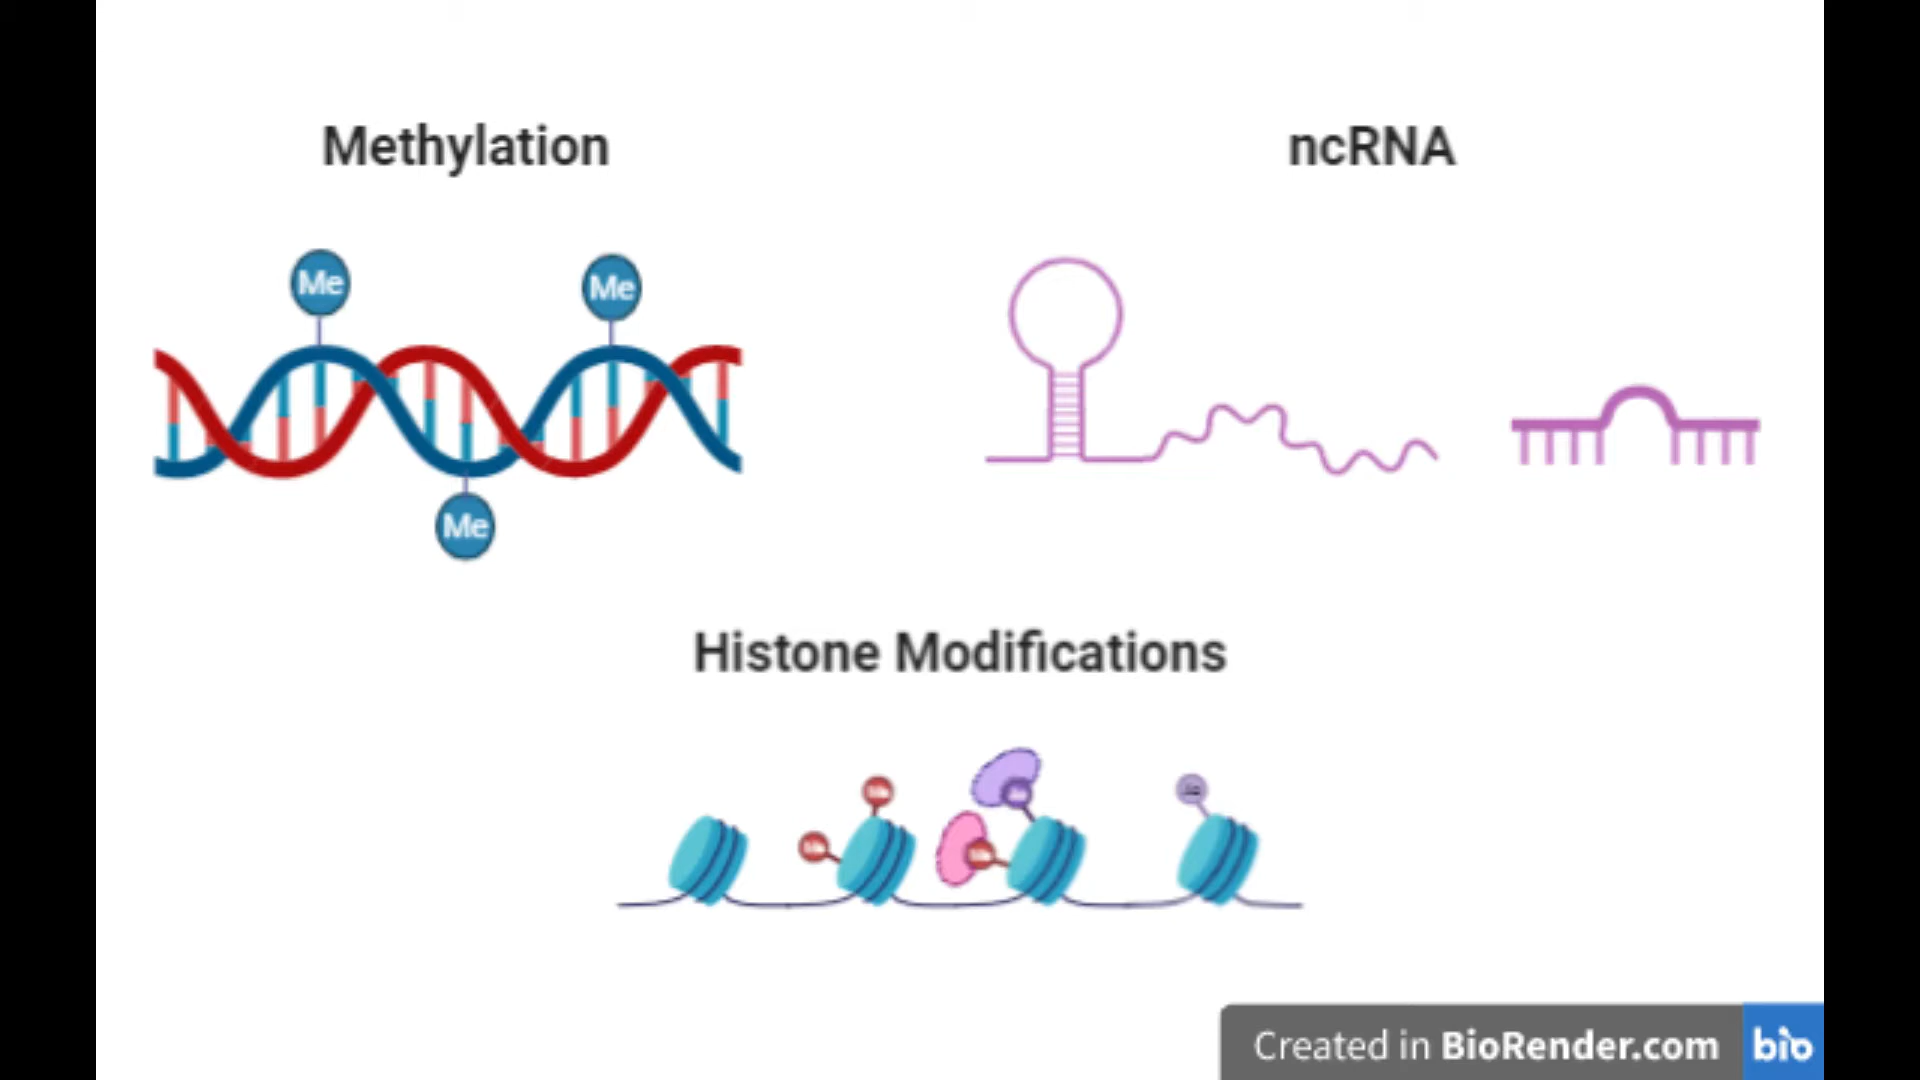 Methylation
ncRNA
Me
Me
Me
Histone Modifications
Created in BioRender.com
bio